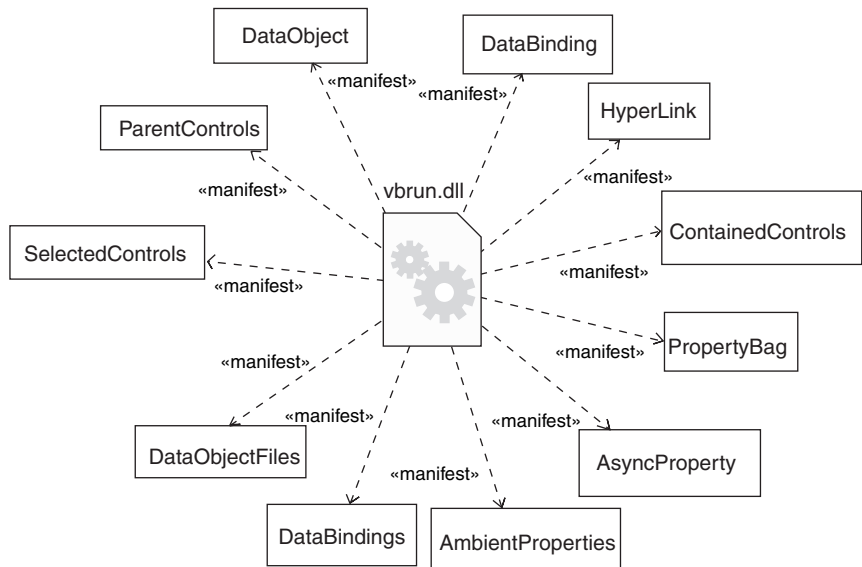 DataObject
DataBinding
«manifest»
«manifest»
HyperLink
ParentControls
«manifest»
«manifest»
vbrun.dll
ContainedControls
SelectedControls
«manifest»
«manifest»
PropertyBag
«manifest»
«manifest»
«manifest»
«manifest»
DataObjectFiles
AsyncProperty
«manifest»
DataBindings
AmbientProperties